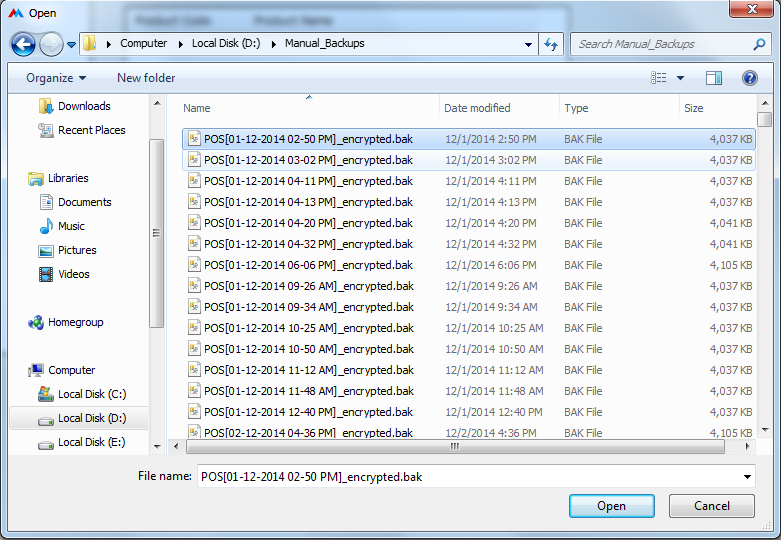 Product Code Product Name
Open
Computer Local Disk (D:) Manual_Backups Search Manual_Backups
Organize New folder
Downloads
Recent Places
Libraries
Documents
Music
Pictures
Videos
Homegroup
Computer
Local Disk (C:)
Local Disk (D:)
Local Disk (E:)
Name Date modified Type Size
POS[01-12-2014 02-50 PM]_encrypted.bak 12/1/2014 2:50 PM BAK File 4,037 KB
POS[01-12-2014 03-02 PM]_encrypted.bak 12/1/2014 3:02 PM BAK File 4,037 KB
POS[01-12-2014 04-11 PM]_encrypted.bak 12/1/2014 4:11 PM BAK File 4,037 KB
POS[01-12-2014 04-13 PM]_encrypted.bak 12/1/2014 4:13 PM BAK File 4,037 KB
POS[01-12-2014 04-20 PM]_encrypted.bak 12/1/2014 4:20 PM BAK File 4,041 KB
POS[01-12-2014 04-32 PM]_encrypted.bak 12/1/2014 4:32 PM BAK File 4,041 KB
POS[01-12-2014 06-06 PM]_encrypted.bak 12/1/2014 6:06 PM BAK File 4,105 KB
POS[01-12-2014 09-26 AM]_encrypted.bak 12/1/2014 9:26 AM BAK File 4,037 KB
POS[01-12-2014 09-34 AM]_encrypted.bak 12/1/2014 9:34 AM BAK File 4,037 KB
POS[01-12-2014 10-25 AM]_encrypted.bak 12/1/2014 10:25 AM BAK File 4,037 KB
POS[01-12-2014 10-50 AM]_encrypted.bak 12/1/2014 10:50 AM BAK File 4,037 KB
POS[01-12-2014 11-12 AM]_encrypted.bak 12/1/2014 11:12 AM BAK File 4,037 KB
POS[01-12-2014 11-48 AM]_encrypted.bak 12/1/2014 11:48 AM BAK File 4,037 KB
POS[01-12-2014 12-40 PM]_encrypted.bak 12/1/2014 12:40 PM BAK File 4,037 KB
POS[02-12-2014 04-36 PM]_encrypted.bak 12/2/2014 4:36 PM BAK File 4,105 KB
File name: POS[01-12-2014 02-50 PM]_encrypted.bak
Open Cancel